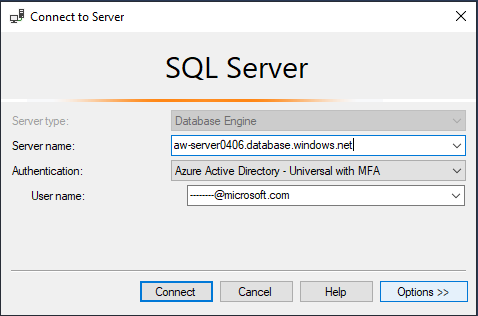 Connect to Server
SQL Server
Server type: Database Engine
Server name: aw-server0406.database.windows.net
Authentication: Azure Active Directory - Universal with MFA
User name: --------@microsoft.com
Connect Cancel Help Options >>